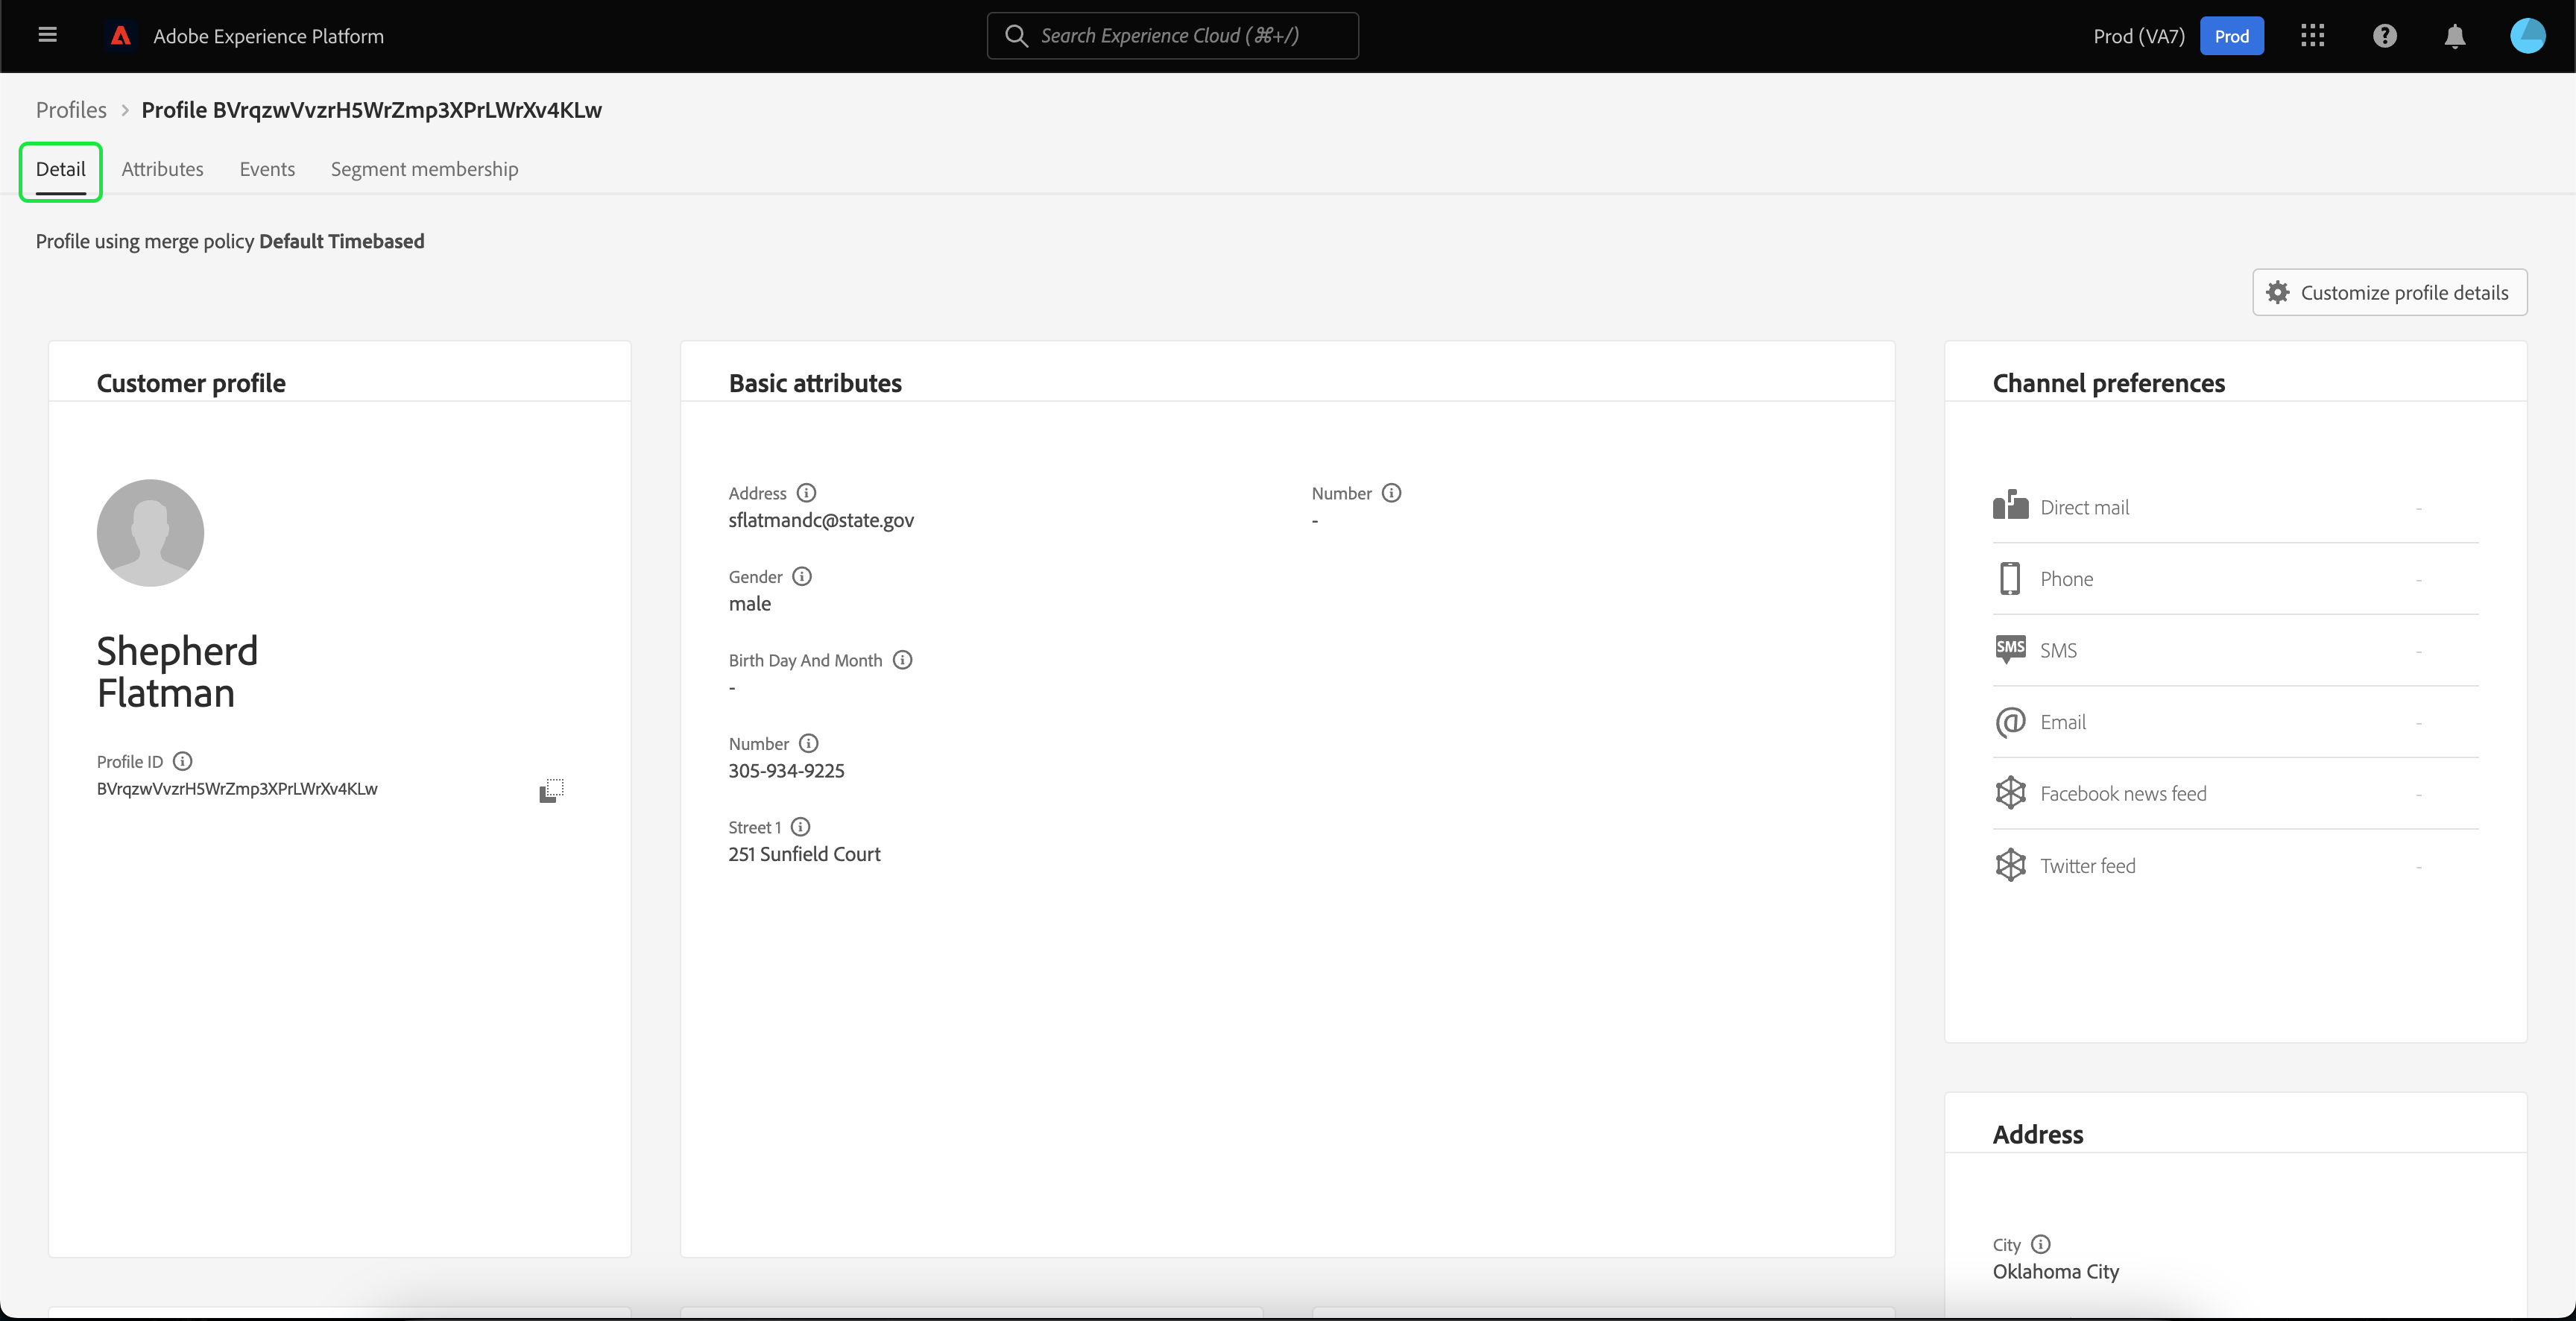 Adobe Experience Platform
Search Experience Cloud (⌘+/)
Prod (VA7)
Prod
Profiles > Profile BVrqzwVvzrH5WrZmp3XPrLWrXv4KLw
Detail
Attributes
Events
Segment membership
Profile using merge policy Default Timebased
Customize profile details
Customer profile
Shepherd
Flatman
Profile ID
BVrqzwVvzrH5WrZmp3XPrLWrXv4KLw
Basic attributes
Address
sflatmandc@state.gov
Gender
male
Birth Day And Month
-
Number
305-934-9225
Street 1
251 Sunfield Court
Number
-
Channel preferences
Direct mail -
Phone -
SMS SMS -
Email -
Facebook news feed -
Twitter feed -
Address
City
Oklahoma City